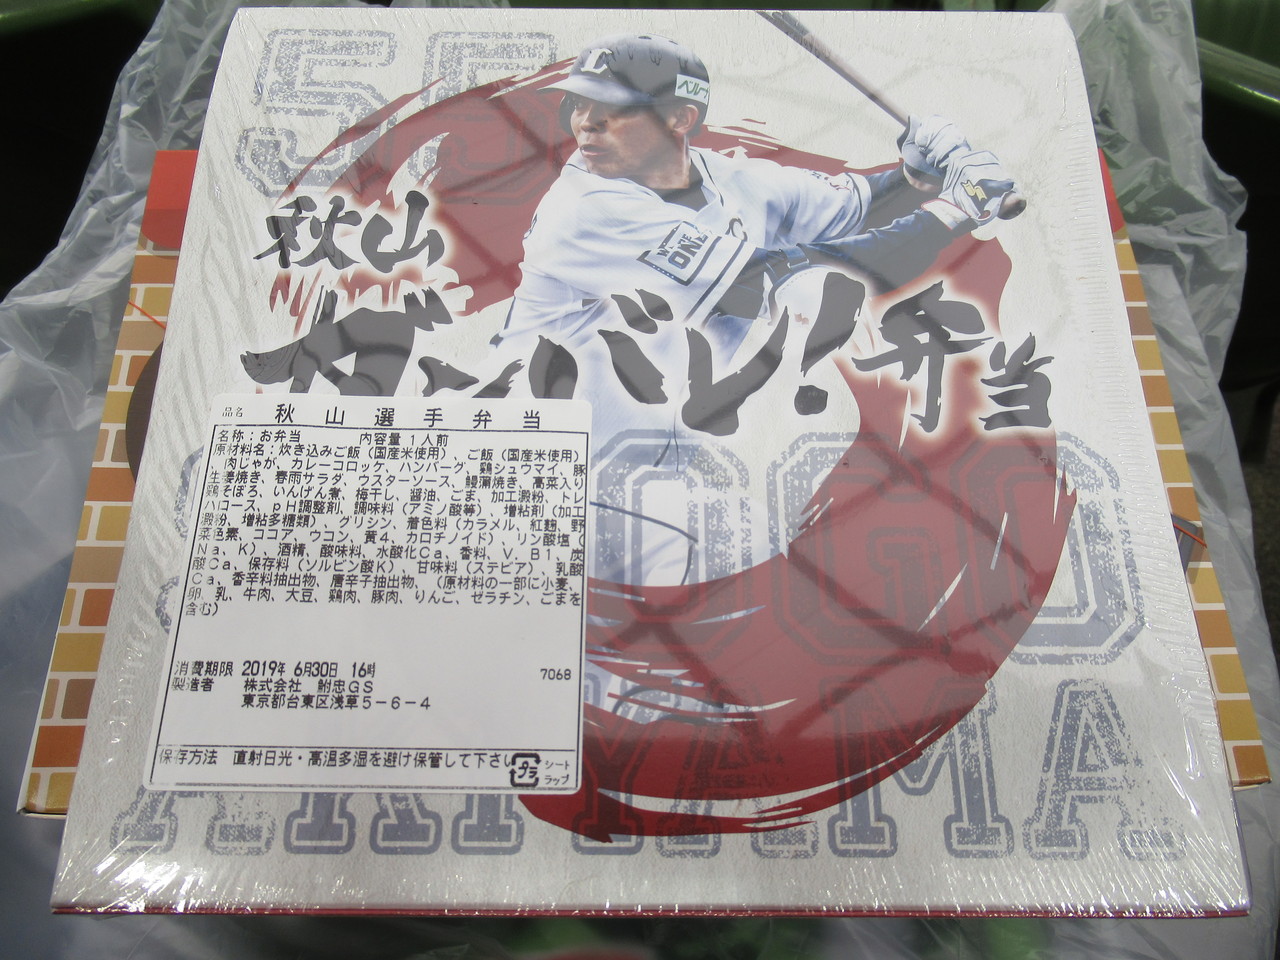 55
L
ベルーナ
秋山
ガンバレ!弁当
ONE
品名 秋山選手弁当
名称:お弁当 内容量1人前
原材料名:炊き込みご飯(国産米使用)、ご飯(国産米使用)
肉じゃが、カレーコロッケ、ハンバーグ、鶏シュウマイ、豚
生姜焼き、春雨サラダ、ウスターソース、鰻蒲焼き、高菜入り
鶏そぼろ、いんげん煮、梅干し、醤油、ごま、加工澱粉、トレ
ハロース、pH調整剤、調味料(アミノ酸等)、増粘剤(加工
澱粉、増粘多糖類)、グリシン、着色料(カラメル、紅麹、野
菜色素、ココア、ウコン、黄4、カロチノイド)、リン酸塩(
Na、K)、酒精、酸味料、水酸化Ca、香料、V.B1、炭
酸Ca、保存料(ソルビン酸K)、甘味料(ステビア)、乳酸
Ca、香辛料抽出物、唐辛子抽出物、(原材料の一部に小麦、
卵、乳、牛肉、大豆、鶏肉、豚肉、りんご、ゼラチン、ごまを
含む)
消費期限 2019年 6月30日 16時 7068
製造者 株式会社 鮒忠GS
東京都台東区浅草5-6-4
保存方法 直射日光・高温多湿を避け保管して下さい
プラ シート ラップ
AKIYAMA